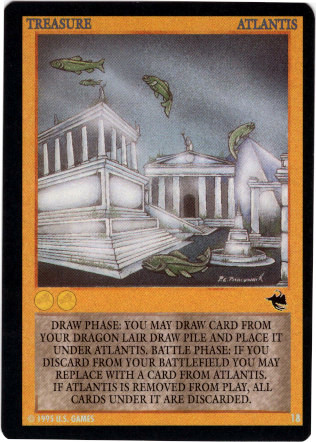 TREASURE ATLANTIS
DRAW PHASE: YOU MAY DRAW CARD FROM
YOUR DRAGON LAIR DRAW PILE AND PLACE IT
UNDER ATLANTIS. BATTLE PHASE: IF YOU
DISCARD FROM YOUR BATTLEFIELD YOU MAY
REPLACE WITH A CARD FROM ATLANTIS.
IF ATLANTIS IS REMOVED FROM PLAY, ALL
CARDS UNDER IT ARE DISCARDED.
© 1995 U.S. GAMES